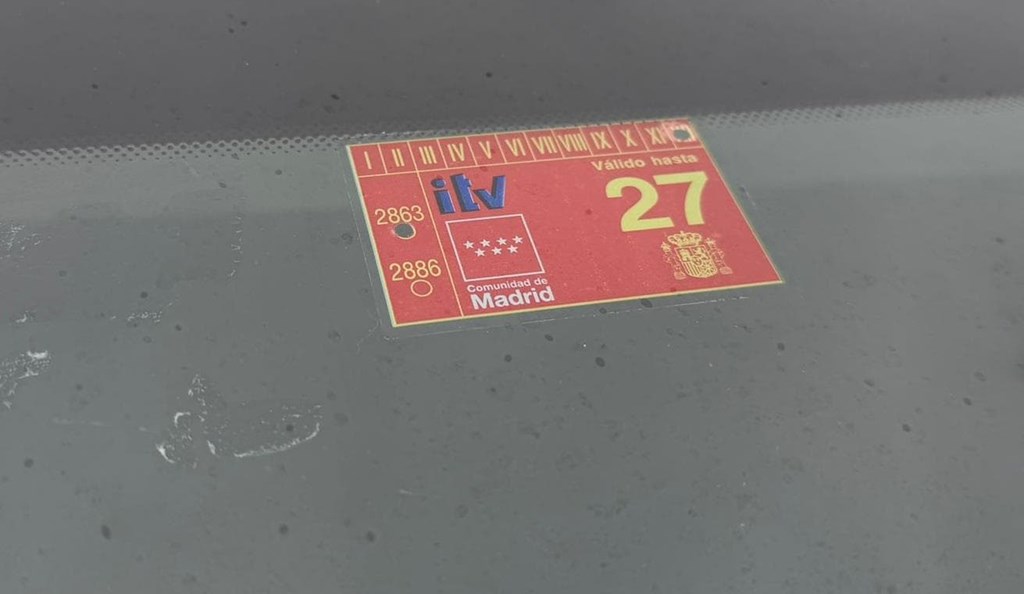 I II III IV V VI VII VIII IX X XI
Válido hasta
27
itv
2863
2886
Comunidad de
Madrid